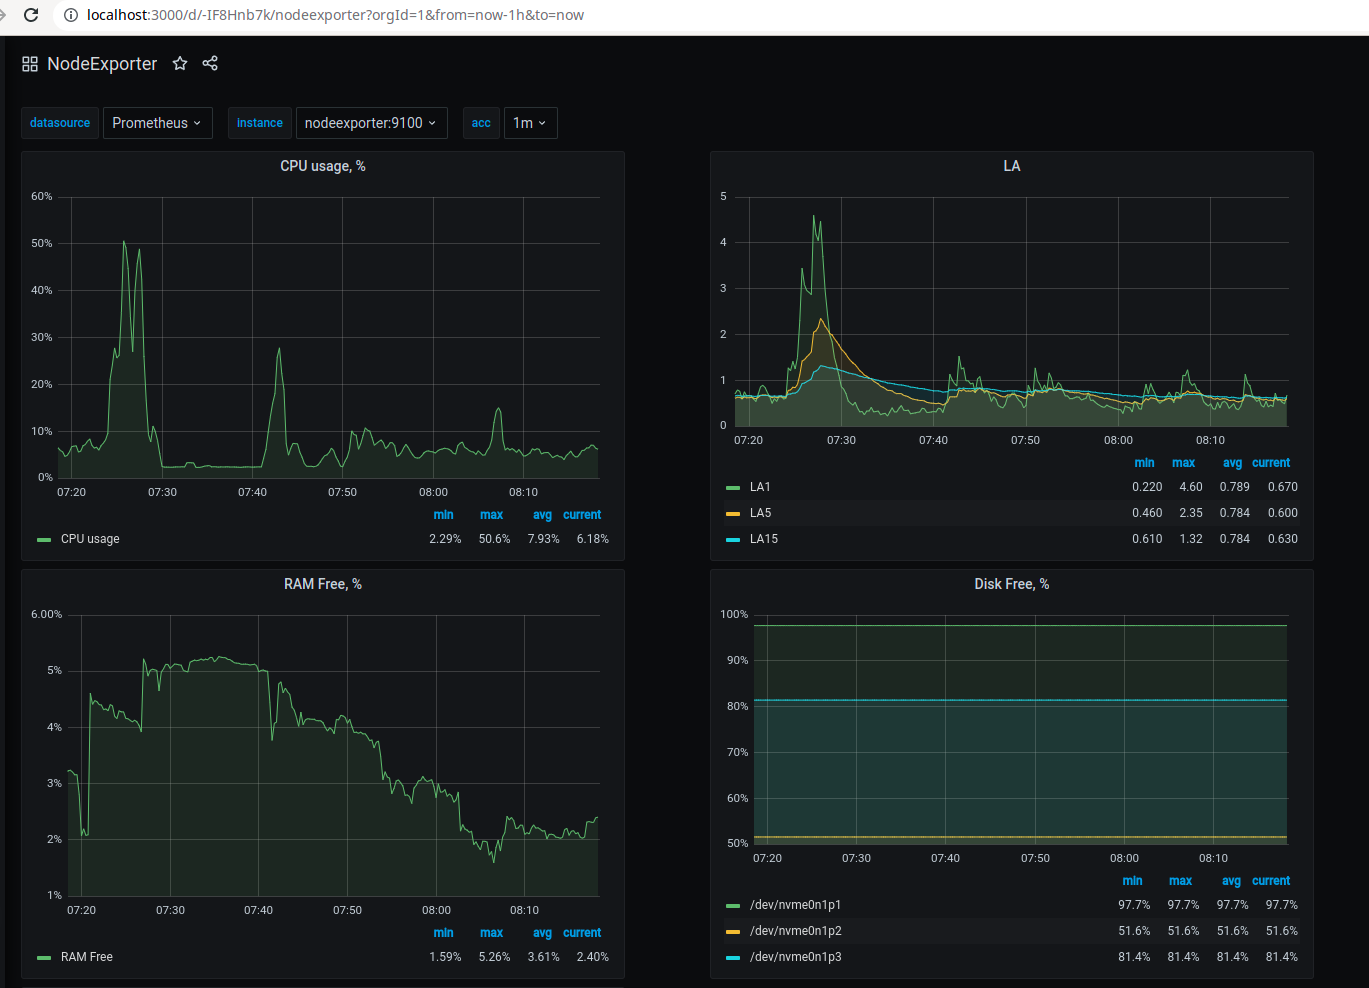 localhost:3000/d/-IF8Hnb7k/nodeexporter?orgId=1&from=now-1h&to=now
NodeExporter
datasource Prometheus instance nodeexporter:9100 acc 1m
CPU usage, %
60%
50%
40%
30%
20%
10%
0%
07:20 07:30 07:40 07:50 08:00 08:10
min max avg current
CPU usage 2.29% 50.6% 7.93% 6.18%
LA
5
4
3
2
1
0
07:20 07:30 07:40 07:50 08:00 08:10
min max avg current
LA1 0.220 4.60 0.789 0.670
LA5 0.460 2.35 0.784 0.600
LA15 0.610 1.32 0.784 0.630
RAM Free, %
6.00%
5%
4%
3%
2%
1%
07:20 07:30 07:40 07:50 08:00 08:10
min max avg current
RAM Free 1.59% 5.26% 3.61% 2.40%
Disk Free, %
100%
90%
80%
70%
60%
50%
07:20 07:30 07:40 07:50 08:00 08:10
min max avg current
/dev/nvme0n1p1 97.7% 97.7% 97.7% 97.7%
/dev/nvme0n1p2 51.6% 51.6% 51.6% 51.6%
/dev/nvme0n1p3 81.4% 81.4% 81.4% 81.4%